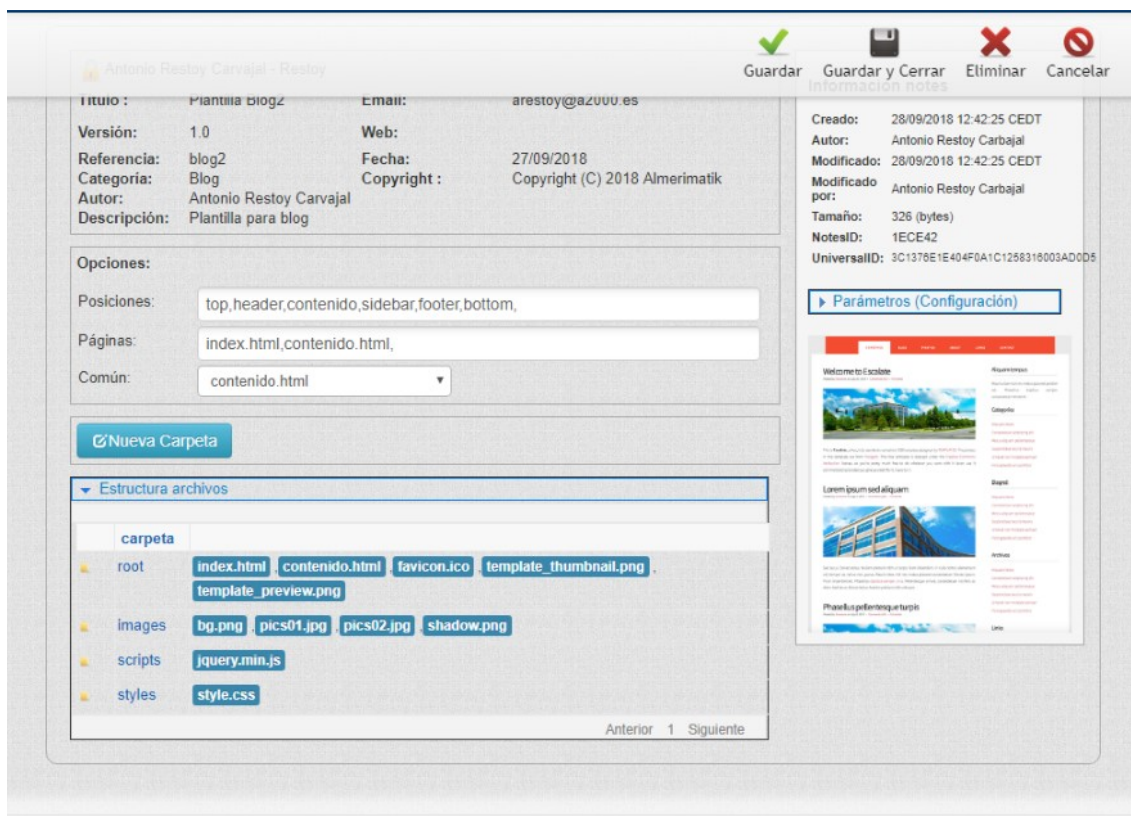 Guardar Guardar y Cerrar Eliminar Cancelar
Antonio Restoy Carvajal - Restoy
Información notes
Título : Plantilla Blog2 Email: arestoy@a2000.es
Versión: 1.0 Web:
Referencia: blog2 Fecha: 27/09/2018
Categoria: Blog Copyright : Copyright (C) 2018 Almerimatik
Autor: Antonio Restoy Carvajal
Descripción: Plantilla para blog
Creado: 28/09/2018 12:42:25 CEDT
Autor: Antonio Restoy Carbajal
Modificado: 28/09/2018 12:42:25 CEDT
Modificado por: Antonio Restoy Carbajal
Tamaño: 326 (bytes)
NotesID: 1ECE42
UniversalID: 3C1376E1E404F0A1C1258316003AD0D5
Opciones:
Posiciones: top,header,contenido,sidebar,footer,bottom,
Páginas: index.html,contenido.html,
Común: contenido.html
Parámetros (Configuración)
Nueva Carpeta
Estructura archivos
carpeta
root index.html , contenido.html , favicon.ico , template_thumbnail.png ,
template_preview.png
images bg.png , pics01.jpg , pics02.jpg , shadow.png
scripts jquery.min.js
styles style.css
Anterior 1 Siguiente
Welcome to Escalate
Lorem ipsum sed aliquam
Phasellus pellentesque turpis
Aliquam tempus
Categories
Blogroll
Archives